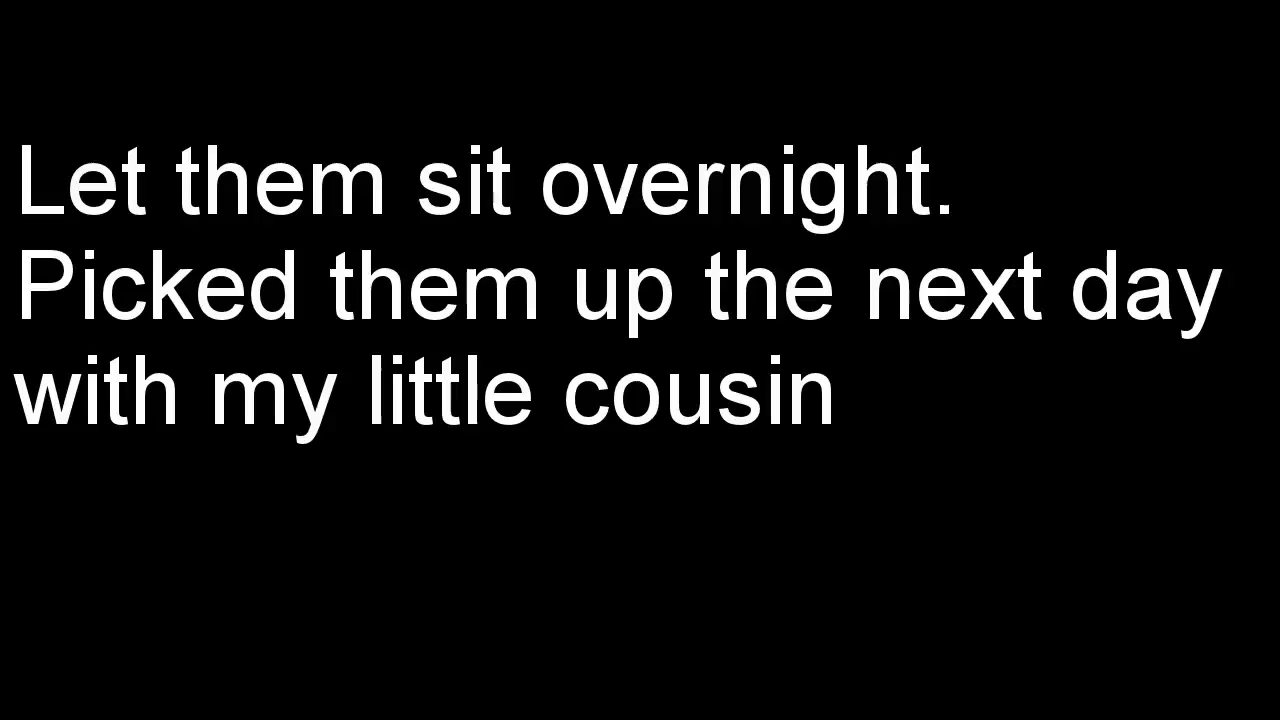 Let them sit overnight.
Picked them up the next day
with my little cousin